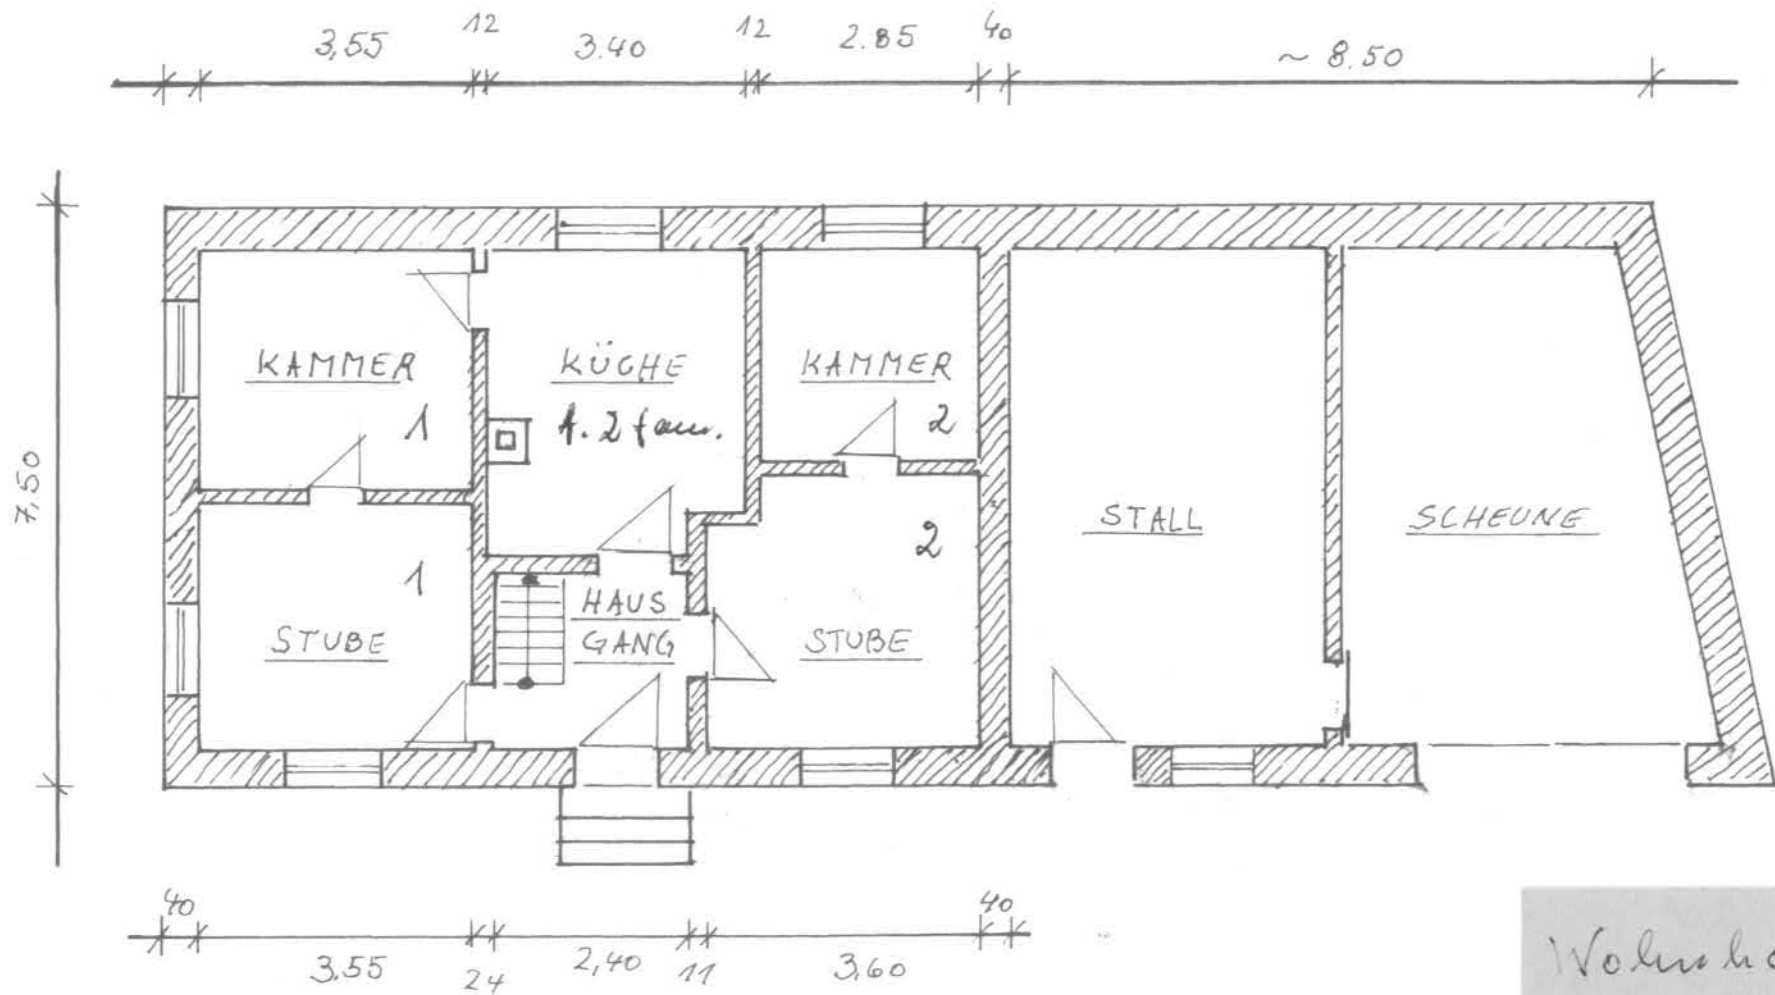 3,55 12 3.40 12 2.85 40 ~ 8.50
7,50
KAMMER
1
KÜCHE
1. 2 fam.
KAMMER
2
STALL
SCHEUNE
1
STUBE
HAUS
GANG
2
STUBE
40 40
3.55 24 2,40 11 3.60